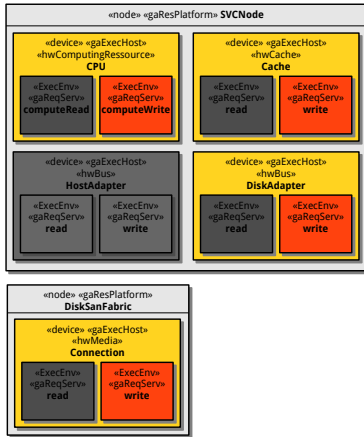 «node» «gaResPlatform» SVCNode
«device» «gaExecHost»
«hwComputingRessource»
CPU
«ExecEnv»
«gaReqServ»
computeRead
«ExecEnv»
«gaReqServ»
computeWrite
«device» «gaExecHost»
«hwCache»
Cache
«ExecEnv»
«gaReqServ»
read
«ExecEnv»
«gaReqServ»
write
«device» «gaExecHost»
«hwBus»
HostAdapter
«ExecEnv»
«gaReqServ»
read
«ExecEnv»
«gaReqServ»
write
«device» «gaExecHost»
«hwBus»
DiskAdapter
«ExecEnv»
«gaReqServ»
read
«ExecEnv»
«gaReqServ»
write
«node» «gaResPlatform»
DiskSanFabric
«device» «gaExecHost»
«hwMedia»
Connection
«ExecEnv»
«gaReqServ»
read
«ExecEnv»
«gaReqServ»
write